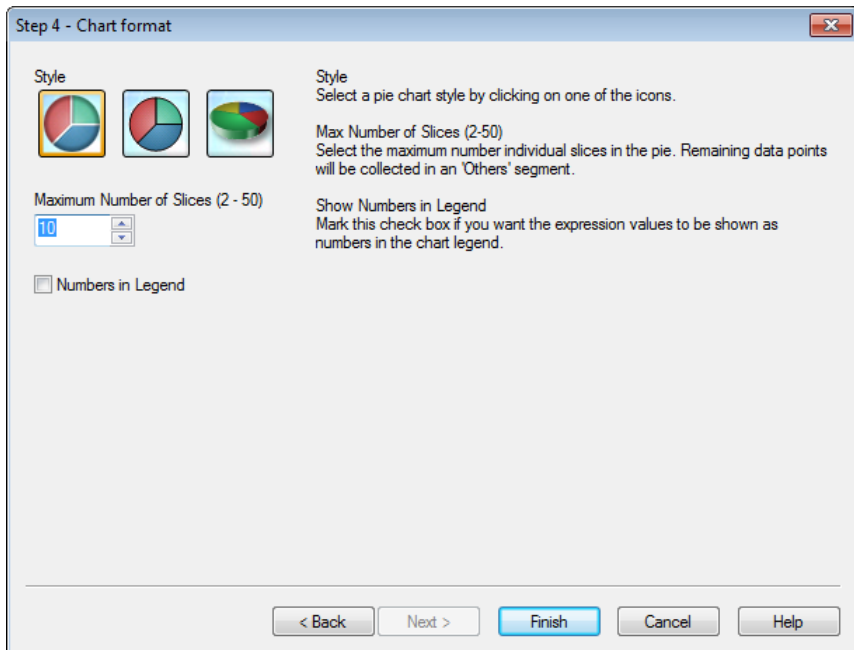 Step 4 - Chart format
Style
Maximum Number of Slices (2 - 50)
10
Numbers in Legend
Style
Select a pie chart style by clicking on one of the icons.
Max Number of Slices (2-50)
Select the maximum number individual slices in the pie. Remaining data points
will be collected in an 'Others' segment.
Show Numbers in Legend
Mark this check box if you want the expression values to be shown as
numbers in the chart legend.
< Back
Next >
Finish
Cancel
Help